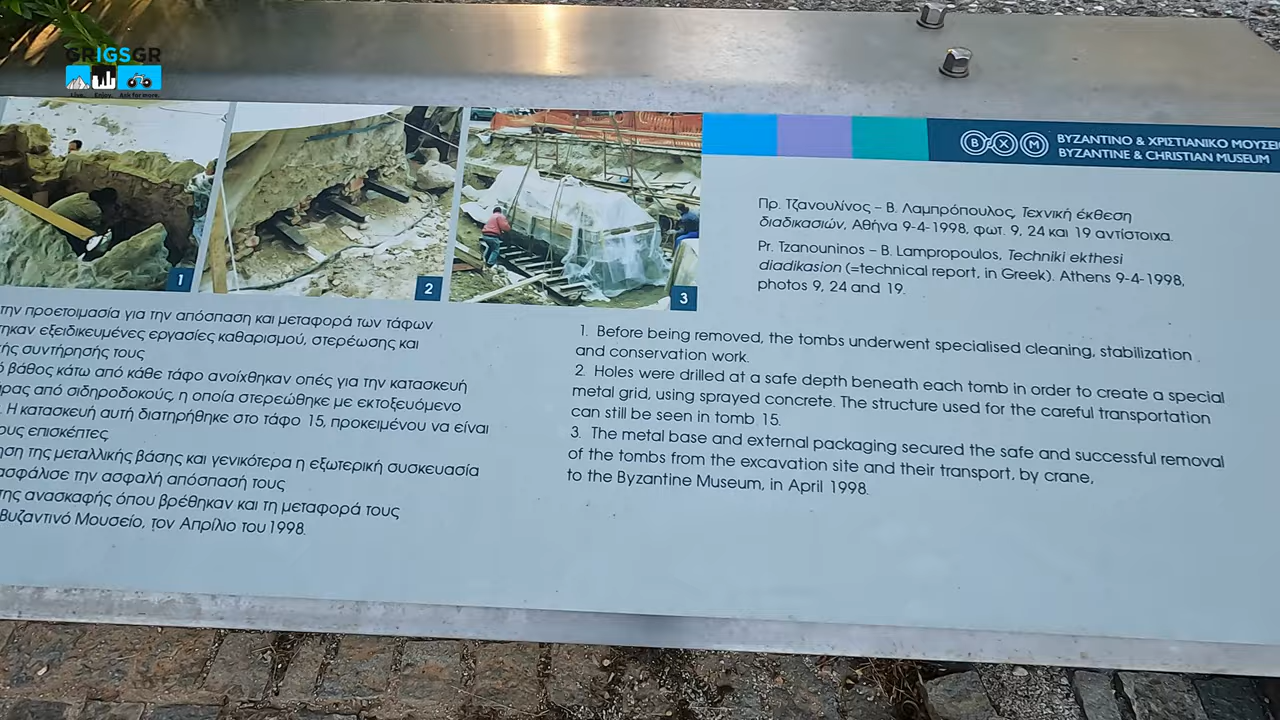 GRIGSGR
Live. Enjoy. Ask for more.
1
2
3
ΒΥΖΑΝΤΙΝΟ & ΧΡΙΣΤΙΑΝΙΚΟ ΜΟΥΣΕΙ
BYZANTINE & CHRISTIAN MUSEUM
Πρ. Τζανουλίνος – Β. Λαμπρόπουλος, Τεχνική έκθεση
διαδικασιών, Αθήνα 9-4-1998, φωτ. 9, 24 και 19 αντίστοιχα.
Pr. Tzanouninos – B. Lampropoulos, Techniki ekthesi
diadikasion (=technical report, in Greek). Athens 9-4-1998,
photos 9, 24 and 19.
την προετοιμασία για την απόσπαση και μεταφορά των τάφων
ηκαν εξειδικευμένες εργασίες καθαρισμού, στερέωσης και
ής συντήρησής τους
ό βάθος κάτω από κάθε τάφο ανοίχθηκαν οπές για την κατασκευή
ρας από σιδηροδοκούς, η οποία στερεώθηκε με εκτοξευόμενο
. Η κατασκευή αυτή διατηρήθηκε στο τάφο 15, προκειμένου να είναι
ους επισκέπτες
ηση της μεταλλικής βάσης και γενικότερα η εξωτερική συσκευασία
ασφάλισε την ασφαλή απόσπασή τους
της ανασκαφής όπου βρέθηκαν και τη μεταφορά τους
Βυζαντινό Μουσείο, τον Απρίλιο του 1998.
1. Before being removed, the tombs underwent specialised cleaning, stabilization
and conservation work.
2. Holes were drilled at a safe depth beneath each tomb in order to create a special
metal grid, using sprayed concrete. The structure used for the careful transportation
can still be seen in tomb 15.
3. The metal base and external packaging secured the safe and successful removal
of the tombs from the excavation site and their transport, by crane,
to the Byzantine Museum, in April 1998.